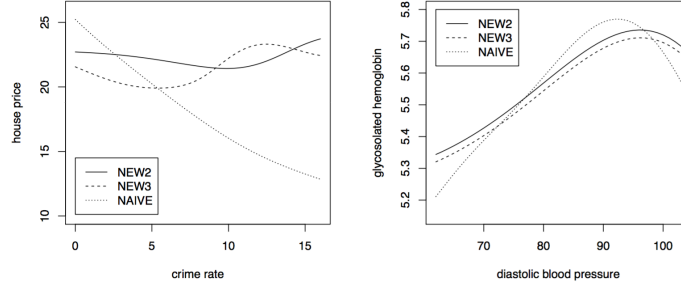 25
20
15
10
house price
NEW2
NEW3
NAIVE
0
5
10
15
crime rate
5.8
5.7
5.6
5.5
5.4
5.3
5.2
glycosolated hemoglobin
NEW2
NEW3
NAIVE
70
80
90
100
diastolic blood pressure